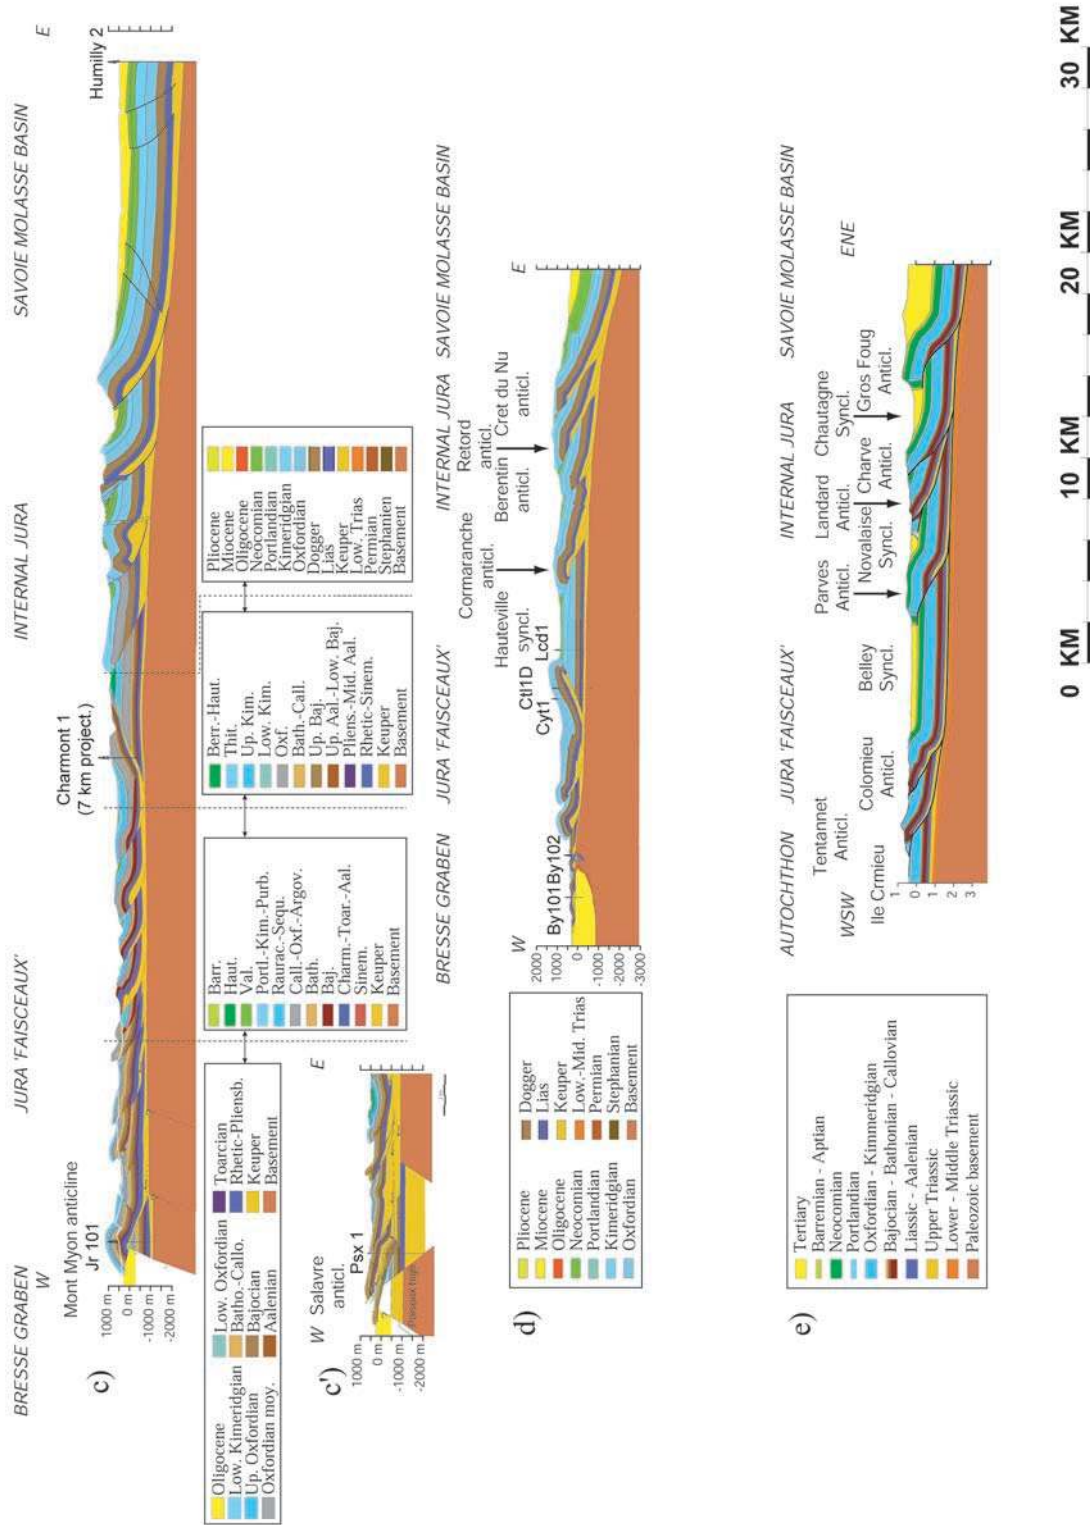 BRESSE GRABEN
JURA 'FAISCEAUX'
INTERNAL JURA
SAVOIE MOLASSE BASIN
W
E
Mont Myon anticline
Jr 101
Charmont 1
(7 km project.)
Humilly 2
c)
1000 m
0 m
-1000 m
-2000 m
Oligocene
Low. Kimeridgian
Up. Oxfordian
Oxfordian moy.
Low. Oxfordian
Batho.-Callo.
Bajocian
Aalenian
Toarcian
Rhetic-Pliensb.
Keuper
Basement
Barr.
Haut.
Val.
Portl.-Kim.-Purb.
Raurac.-Sequ.
Call.-Oxf.-Argov.
Bath.
Baj.
Charm.-Toar.-Aal.
Sinem.
Keuper
Basement
Berr.-Haut.
Thit.
Up. Kim.
Low. Kim.
Oxf.
Bath.-Call.
Up. Baj.
Up. Aal.-Low. Baj.
Pliens.-Mid. Aal.
Rhetic-Sinem.
Keuper
Basement
Pliocene
Miocene
Oligocene
Neocomian
Portlandian
Kimeridgian
Oxfordian
Dogger
Lias
Keuper
Low. Trias
Permian
Stephanien
Basement
c')
W
Salavre
anticl.
Psx 1
E
1000 m
0 m
-1000 m
-2000 m
BRESSE GRABEN
JURA 'FAISCEAUX'
INTERNAL JURA
SAVOIE MOLASSE BASIN
d)
W
E
By101
By102
Cyt1
Ctl1D
Lcd1
Hauteville
syncl.
Cormaranche
anticl.
Berentin
anticl.
Retord
anticl.
Cret du Nu
anticl.
2000
1000
0
-1000
-2000
-3000
Pliocene
Miocene
Oligocene
Neocomian
Portlandian
Kimeridgian
Oxfordian
Dogger
Lias
Keuper
Low.-Mid. Trias
Permian
Stephanian
Basement
AUTOCHTHON
JURA 'FAISCEAUX'
INTERNAL JURA
SAVOIE MOLASSE BASIN
e)
WSW
ENE
Ile Crmieu
Tentannet
Anticl.
Colomieu
Anticl.
Belley
Syncl.
Parves
Anticl.
Novalaise
Syncl.
Landard
Anticl.
Charve
Anticl.
Chautagne
Syncl.
Gros Foug
Anticl.
1
0
1
2
3
Tertiary
Barremian - Aptian
Neocomian
Portlandian
Oxfordian - Kimmeridgian
Bajocian - Bathonian - Callovian
Liassic - Aalenian
Upper Triassic
Lower - Middle Triassic
Paleozoic basement
0 KM
10 KM
20 KM
30 KM